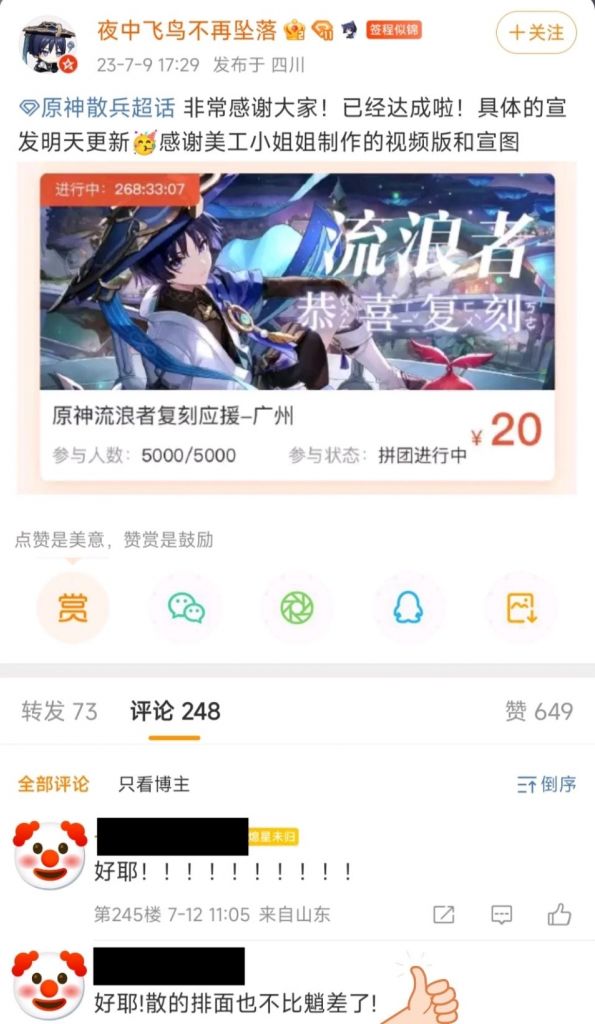 夜中飞鸟不再坠落
签程似锦
+关注
23-7-9 17:29 发布于 四川
原神散兵超话 非常感谢大家！已经达成啦！具体的宣
发明天更新🥳感谢美工小姐姐制作的视频版和宣图
进行中：268:33:07
流浪者
恭喜复刻
原神流浪者复刻应援–广州
¥20
参与人数：5000/5000 参与状态：拼团进行中
点赞是美意，赞赏是鼓励
赏
转发 73 评论 248 赞 649
全部评论 只看博主 倒序
熄星未归
好耶！！！！！！！！！！
第245楼 7-12 11:05 来自山东
好耶!散的排面也不比魈差了!